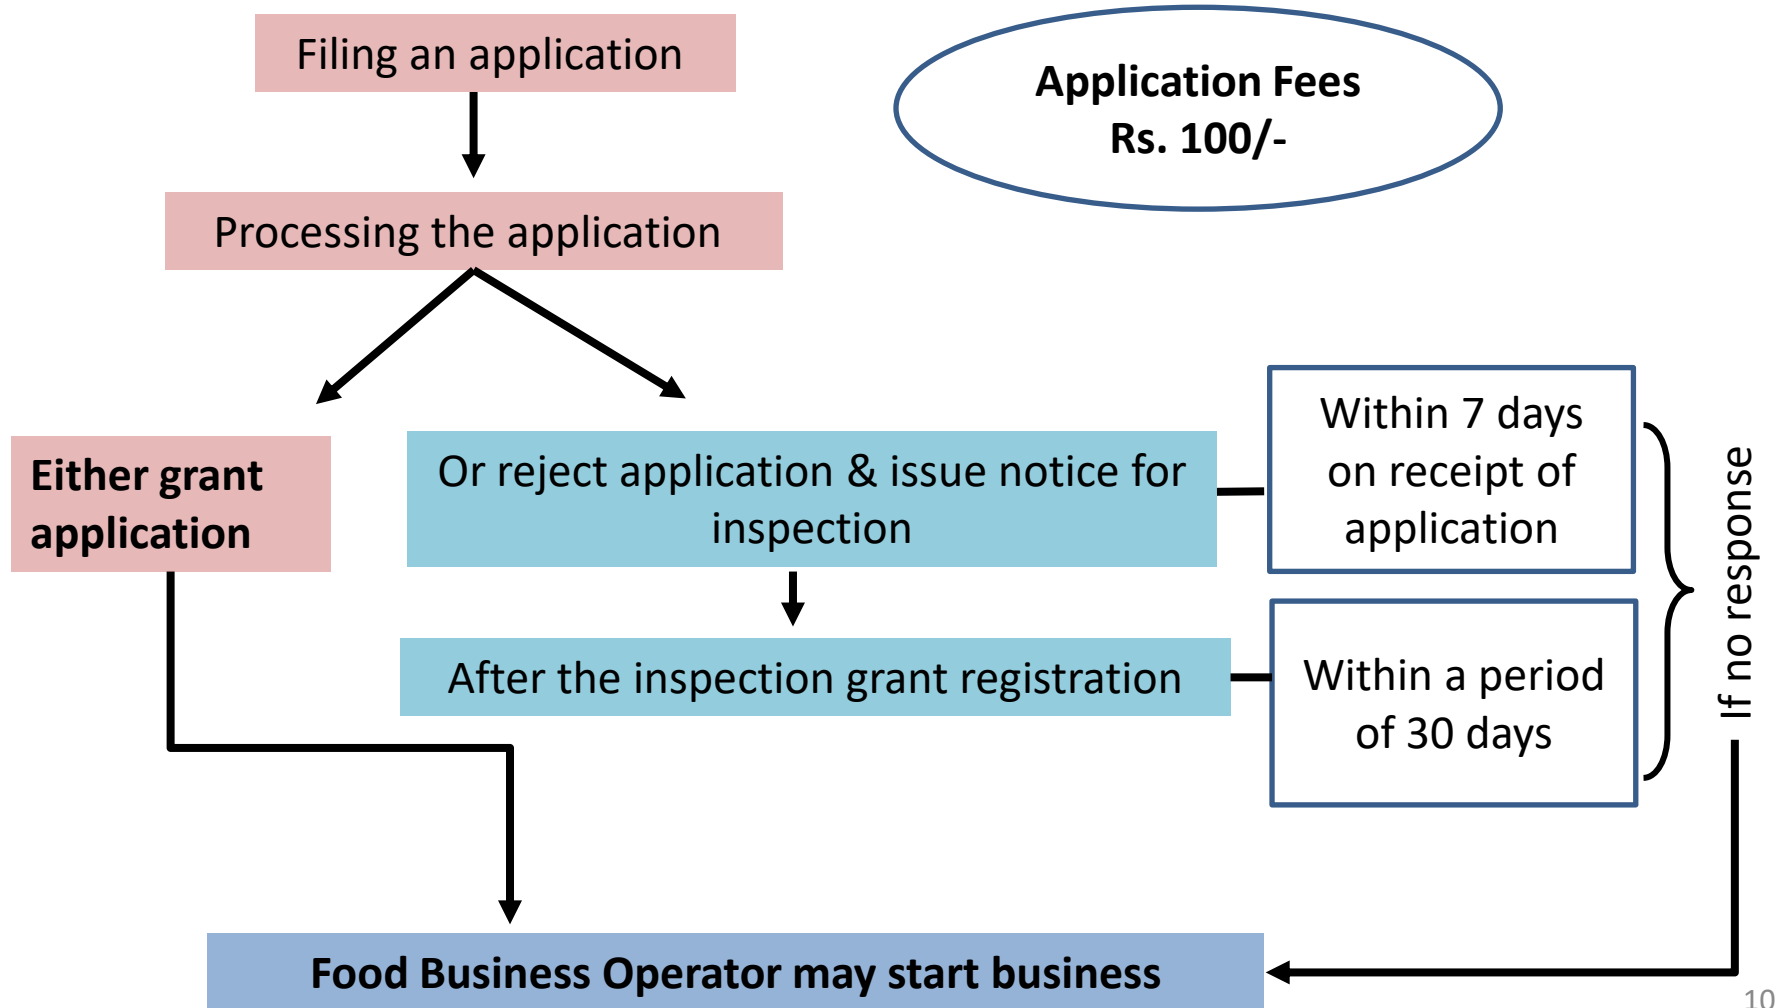 Filing an application
Application Fees
Rs. 100/-
Processing the application
Either grant
application
Or reject application & issue notice for
inspection
Within 7 days
on receipt of
application
After the inspection grant registration
Within a period
of 30 days
If no response
Food Business Operator may start business
10